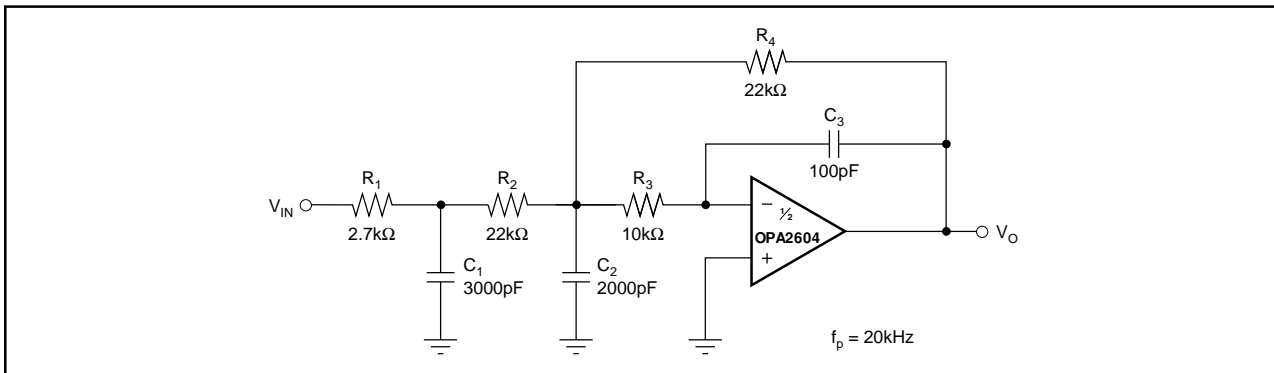 R4
22kΩ
C3
100pF
R1
R2
R3
VIN
2.7kΩ
22kΩ
10kΩ
–
½
OPA2604
+
VO
C1
3000pF
C2
2000pF
fp = 20kHz